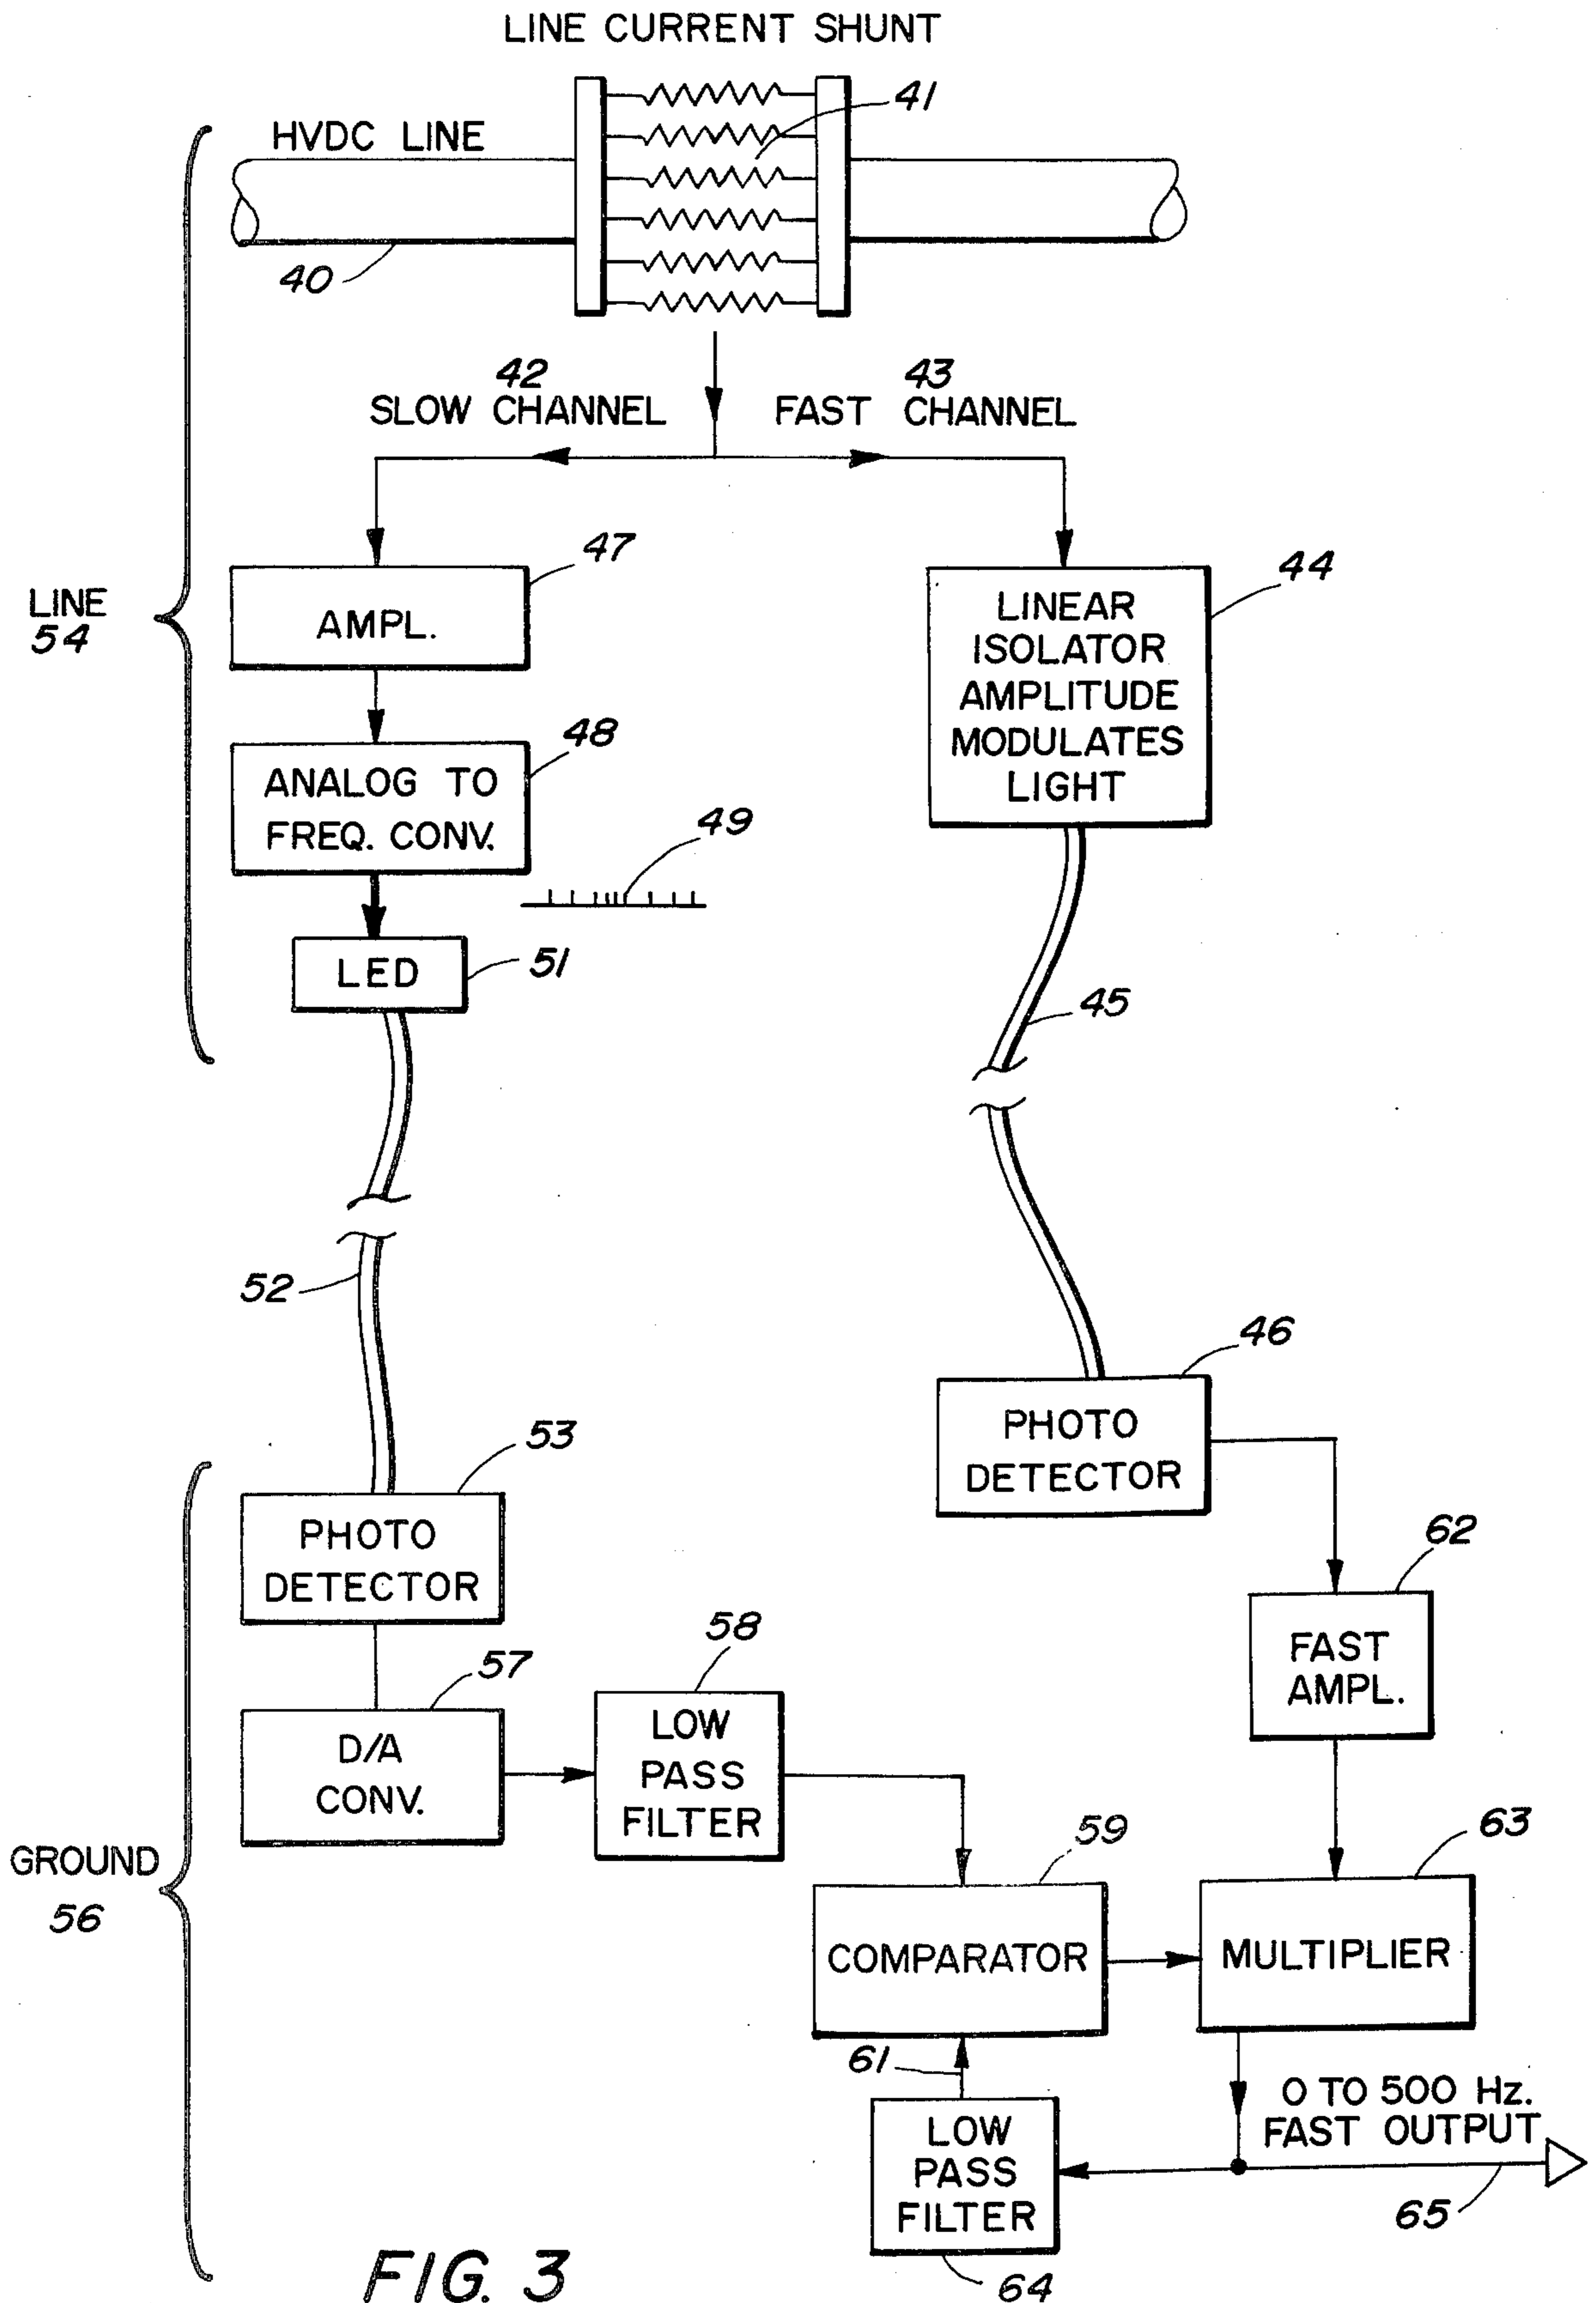 LINE CURRENT SHUNT
41
HVDC LINE
40
42
SLOW CHANNEL
43
FAST CHANNEL
47
AMPL.
44
LINEAR
ISOLATOR
AMPLITUDE
MODULATES
LIGHT
LINE
54
48
ANALOG TO
FREQ. CONV.
49
LED
51
45
52
46
PHOTO
DETECTOR
53
PHOTO
DETECTOR
62
FAST
AMPL.
57
D/A
CONV.
58
LOW
PASS
FILTER
59
COMPARATOR
63
MULTIPLIER
GROUND
56
61
0 TO 500 Hz.
FAST OUTPUT
LOW
PASS
FILTER
65
64
FIG. 3